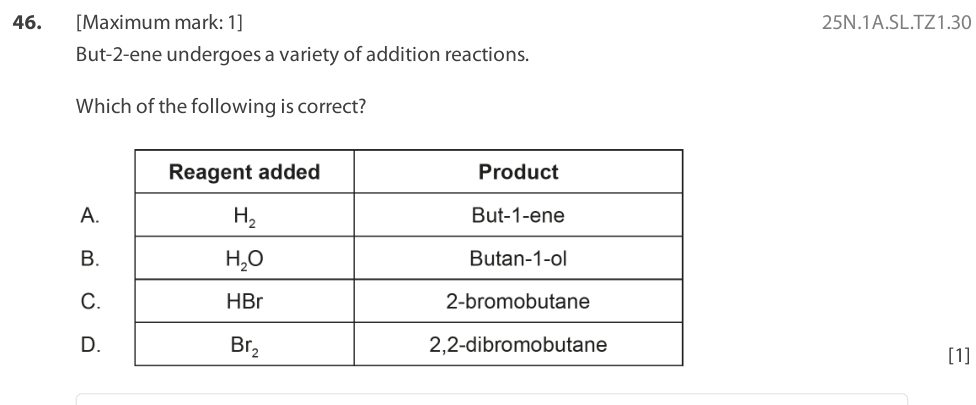 46. [Maximum mark: 1] 25N.1A.SL.TZ1.30
But-2-ene undergoes a variety of addition reactions.
Which of the following is correct?
Reagent added Product
A. H₂ But-1-ene
B. H₂O Butan-1-ol
C. HBr 2-bromobutane
D. Br₂ 2,2-dibromobutane
[1]